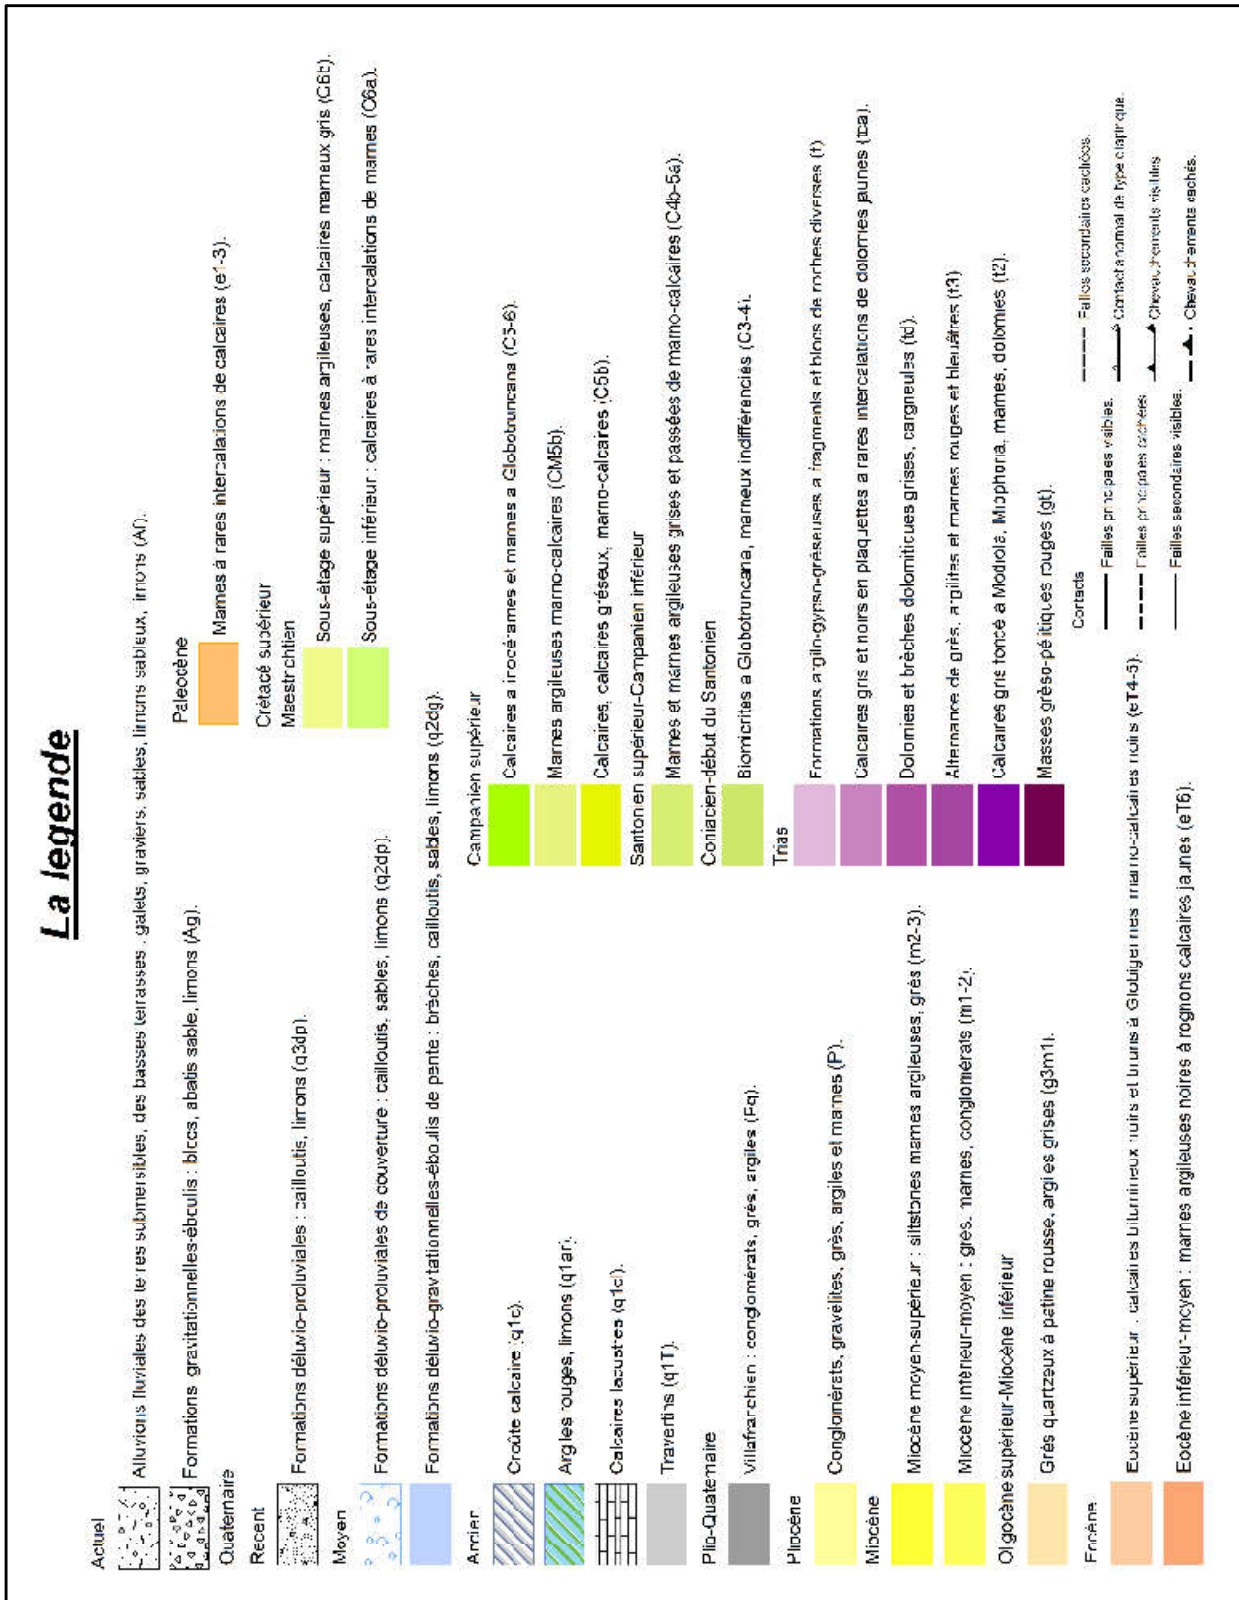 La legende
Actuel
Alluvions fluviales des terres submersibles, des basses terrasses : galets, graviers, sables, limons sableux, limons (Af).
Formations gravitationnelles-éboulis : blocs, abatis sable, limons (Ag).
Quaternaire
Recent
Formations déluvio-proluviales : cailloutis, limons (q3dp).
Moyen
Formations déluvio-proluviales de couverture : cailloutis, sables, limons (q2dp).
Formations déluvio-gravitationnelles-éboulis de pente : brèches, cailloutis, sables, limons (q2dg).
Ancien
Croûte calcaire (q1c).
Argiles rouges, limons (q1ar).
Calcaires lacustres (q1cl).
Travertins (q1T).
Plio-Quaternaire
Villafranchien : conglomérats, grès, argiles (Pq).
Pliocène
Conglomérats, gravélites, grès, argiles et marnes (P).
Miocène
Miocène moyen-supérieur : siltstones marnes argileuses, grès (m2-3).
Miocène inférieur-moyen : grès, marnes, conglomérats (m1-2).
Olgocène supérieur-Miocène inférieur
Grès quartzeux à patine rousse, argiles grises (g3m1).
Eocène
Eocène supérieur : calcaires bitumineux noirs et bruns à Globigérines, marno-calcaires noirs (eT4-5).
Eocène inférieur-moyen : marnes argileuses noires à rognons calcaires jaunes (eT6).
Paleocène
Marnes à rares intercalations de calcaires (e1-3).
Crétacé supérieur
Maestrichtien
Sous-étage supérieur : marnes argileuses, calcaires marneux gris (C6b).
Sous-étage inférieur : calcaires à rares intercalations de marnes (C6a).
Campanien supérieur
Calcaires a inocérames et marnes a Globotruncana (C5-6).
Marnes argileuses marno-calcaires (CM5b).
Calcaires, calcaires gréseux, marno-calcaires (C5b).
Santonien supérieur-Campanien inférieur
Marnes et marnes argileuses grises et passées de marno-calcaires (C4b-5a).
Coniacien-début du Santonien
Biomicrites a Globotruncana, marneux indifférenciés (C3-4).
Trias
Formations argilo-gypso-gréseuses a fragments et blocs de roches diverses (t)
Calcaires gris et noirs en plaquettes a rares intercalations de dolomies jaunes (tca).
Dolomies et brèches dolomitiques grises, cargneules (td).
Alternance de grès, argilites et marnes rouges et bleuâtres (t3)
Calcaires gris foncé à Modiola, Miophoria, marnes, dolomies (t2).
Masses gréso-pélitiques rouges (gt).
Contacts
Failles principales visibles.
Failles principales cachées
Failles secondaires visibles.
Failles secondaires cachées.
Contact anormal de type diapirique.
Chevauchements visibles
Chevauchements cachés.